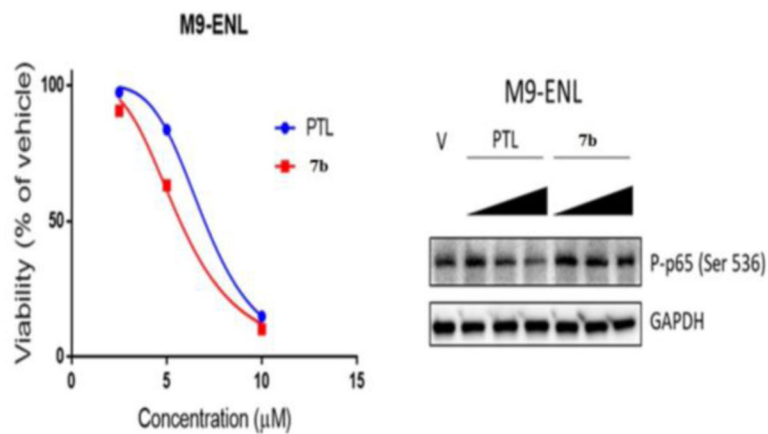 M9-ENL
Viability (% of vehicle)
100
50
0
0 5 10 15
Concentration (µM)
PTL
7b
M9-ENL
V PTL 7b
P-p65 (Ser 536)
GAPDH